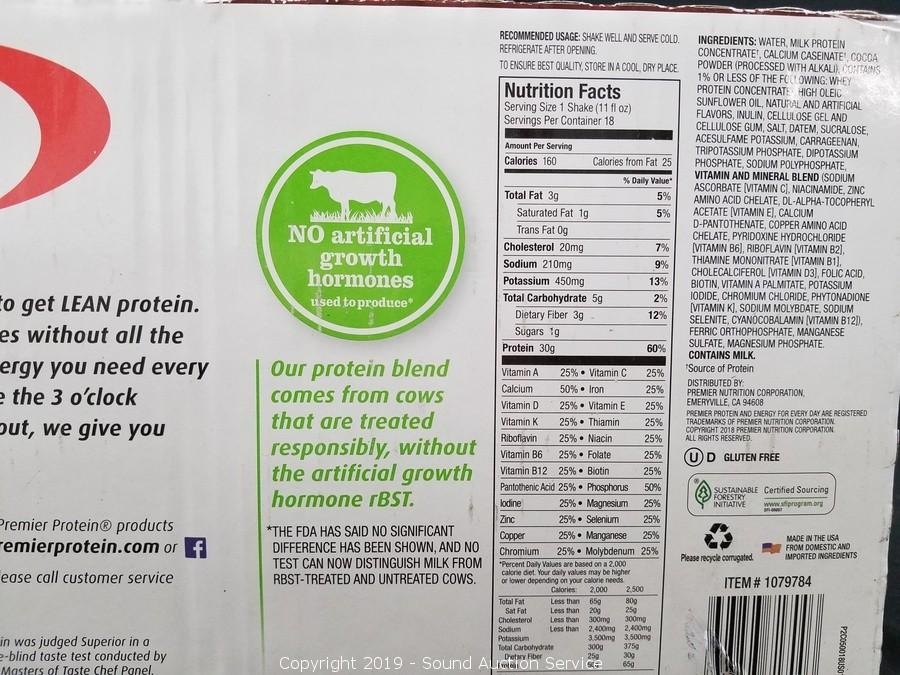 to get LEAN protein.
es without all the
ergy you need every
e the 3 o'clock
out, we give you
Premier Protein® products
remierprotein.com or
ease call customer service
in was judged Superior in a
e-blind taste test conducted by
Masters of Taste Chef Panel.
NO artificial
growth
hormones
used to produce*
Our protein blend
comes from cows
that are treated
responsibly, without
the artificial growth
hormone rBST.
*THE FDA HAS SAID NO SIGNIFICANT
DIFFERENCE HAS BEEN SHOWN, AND NO
TEST CAN NOW DISTINGUISH MILK FROM
RBST-TREATED AND UNTREATED COWS.
RECOMMENDED USAGE: SHAKE WELL AND SERVE COLD.
REFRIGERATE AFTER OPENING.
TO ENSURE BEST QUALITY, STORE IN A COOL, DRY PLACE.
Nutrition Facts
Serving Size 1 Shake (11 fl oz)
Servings Per Container 18
Amount Per Serving
Calories 160 Calories from Fat 25
% Daily Value*
Total Fat 3g 5%
Saturated Fat 1g 5%
Trans Fat 0g
Cholesterol 20mg 7%
Sodium 210mg 9%
Potassium 450mg 13%
Total Carbohydrate 5g 2%
Dietary Fiber 3g 12%
Sugars 1g
Protein 30g 60%
Vitamin A 25% • Vitamin C 25%
Calcium 50% • Iron 25%
Vitamin D 25% • Vitamin E 25%
Vitamin K 25% • Thiamin 25%
Riboflavin 25% • Niacin 25%
Vitamin B6 25% • Folate 25%
Vitamin B12 25% • Biotin 25%
Pantothenic Acid 25% • Phosphorus 50%
Iodine 25% • Magnesium 25%
Zinc 25% • Selenium 25%
Copper 25% • Manganese 25%
Chromium 25% • Molybdenum 25%
*Percent Daily Values are based on a 2,000
calorie diet. Your daily values may be higher
or lower depending on your calorie needs.
Calories: 2,000 2,500
Total Fat Less than 65g 80g
Sat Fat Less than 20g 25g
Cholesterol Less than 300mg 300mg
Sodium Less than 2,400mg 2,400mg
Potassium 3,500mg 3,500mg
Total Carbohydrate 300g 375g
Dietary Fiber 25g 30g
65g
INGREDIENTS: WATER, MILK PROTEIN
CONCENTRATE†, CALCIUM CASEINATE†, COCOA
POWDER (PROCESSED WITH ALKALI), CONTAINS
1% OR LESS OF THE FOLLOWING: WHEY
PROTEIN CONCENTRATE, HIGH OLEIC
SUNFLOWER OIL, NATURAL AND ARTIFICIAL
FLAVORS, INULIN, CELLULOSE GEL AND
CELLULOSE GUM, SALT, DATEM, SUCRALOSE,
ACESULFAME POTASSIUM, CARRAGEENAN,
TRIPOTASSIUM PHOSPHATE, DIPOTASSIUM
PHOSPHATE, SODIUM POLYPHOSPHATE,
VITAMIN AND MINERAL BLEND (SODIUM
ASCORBATE [VITAMIN C], NIACINAMIDE, ZINC
AMINO ACID CHELATE, DL-ALPHA-TOCOPHERYL
ACETATE [VITAMIN E], CALCIUM
D-PANTOTHENATE, COPPER AMINO ACID
CHELATE, PYRIDOXINE HYDROCHLORIDE
[VITAMIN B6], RIBOFLAVIN [VITAMIN B2],
THIAMINE MONONITRATE [VITAMIN B1],
CHOLECALCIFEROL [VITAMIN D3], FOLIC ACID,
BIOTIN, VITAMIN A PALMITATE, POTASSIUM
IODIDE, CHROMIUM CHLORIDE, PHYTONADIONE
[VITAMIN K], SODIUM MOLYBDATE, SODIUM
SELENITE, CYANOCOBALAMIN [VITAMIN B12]),
FERRIC ORTHOPHOSPHATE, MANGANESE
SULFATE, MAGNESIUM PHOSPHATE.
CONTAINS MILK.
†Source of Protein
DISTRIBUTED BY:
PREMIER NUTRITION CORPORATION,
EMERYVILLE, CA 94608
PREMIER PROTEIN AND ENERGY FOR EVERY DAY ARE REGISTERED
TRADEMARKS OF PREMIER NUTRITION CORPORATION.
COPYRIGHT 2018 PREMIER NUTRITION CORPORATION.
ALL RIGHTS RESERVED.
U D GLUTEN FREE
SUSTAINABLE
FORESTRY
INITIATIVE
Certified Sourcing
www.sfiprogram.org
Please recycle corrugated.
MADE IN THE USA
FROM DOMESTIC AND
IMPORTED INGREDIENTS
ITEM # 1079784
Copyright 2019 - Sound Auction Service